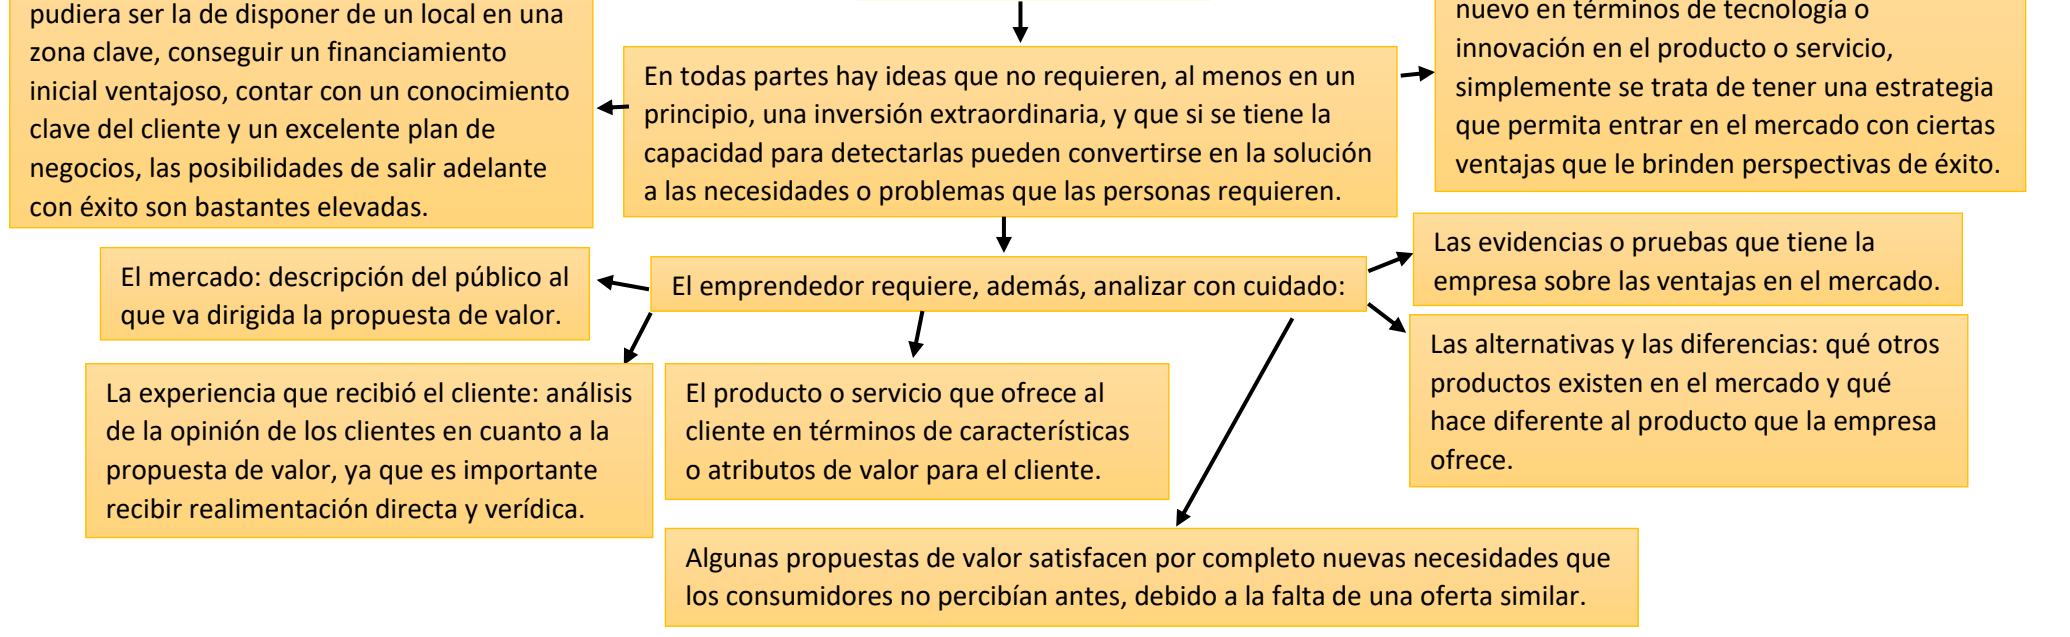 pudiera ser la de disponer de un local en una
zona clave, conseguir un financiamiento
inicial ventajoso, contar con un conocimiento
clave del cliente y un excelente plan de
negocios, las posibilidades de salir adelante
con éxito son bastantes elevadas.
En todas partes hay ideas que no requieren, al menos en un
principio, una inversión extraordinaria, y que si se tiene la
capacidad para detectarlas pueden convertirse en la solución
a las necesidades o problemas que las personas requieren.
nuevo en términos de tecnología o
innovación en el producto o servicio,
simplemente se trata de tener una estrategia
que permita entrar en el mercado con ciertas
ventajas que le brinden perspectivas de éxito.
El mercado: descripción del público al
que va dirigida la propuesta de valor.
El emprendedor requiere, además, analizar con cuidado:
Las evidencias o pruebas que tiene la
empresa sobre las ventajas en el mercado.
La experiencia que recibió el cliente: análisis
de la opinión de los clientes en cuanto a la
propuesta de valor, ya que es importante
recibir realimentación directa y verídica.
El producto o servicio que ofrece al
cliente en términos de características
o atributos de valor para el cliente.
Las alternativas y las diferencias: qué otros
productos existen en el mercado y qué
hace diferente al producto que la empresa
ofrece.
Algunas propuestas de valor satisfacen por completo nuevas necesidades que
los consumidores no percibían antes, debido a la falta de una oferta similar.